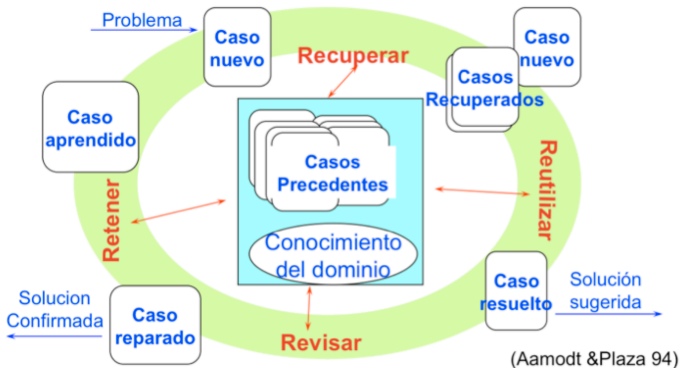 Problema
Caso
nuevo
Recuperar
Caso
nuevo
Casos
Recuperados
Caso
aprendido
Casos
Precedentes
Reutilizar
Retener
Conocimiento
del dominio
Caso
resuelto
Solución
sugerida
Solucion
Confirmada
Caso
reparado
Revisar
(Aamodt &Plaza 94)